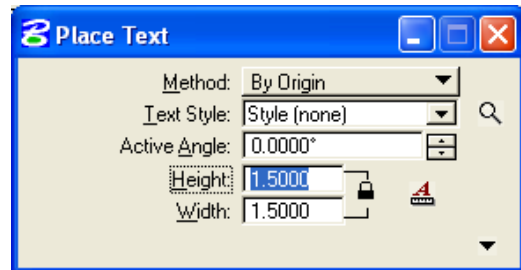 Place Text
Method: By Origin
Text Style: Style (none)
Active Angle: 0.0000°
Height: 1.5000
Width: 1.5000